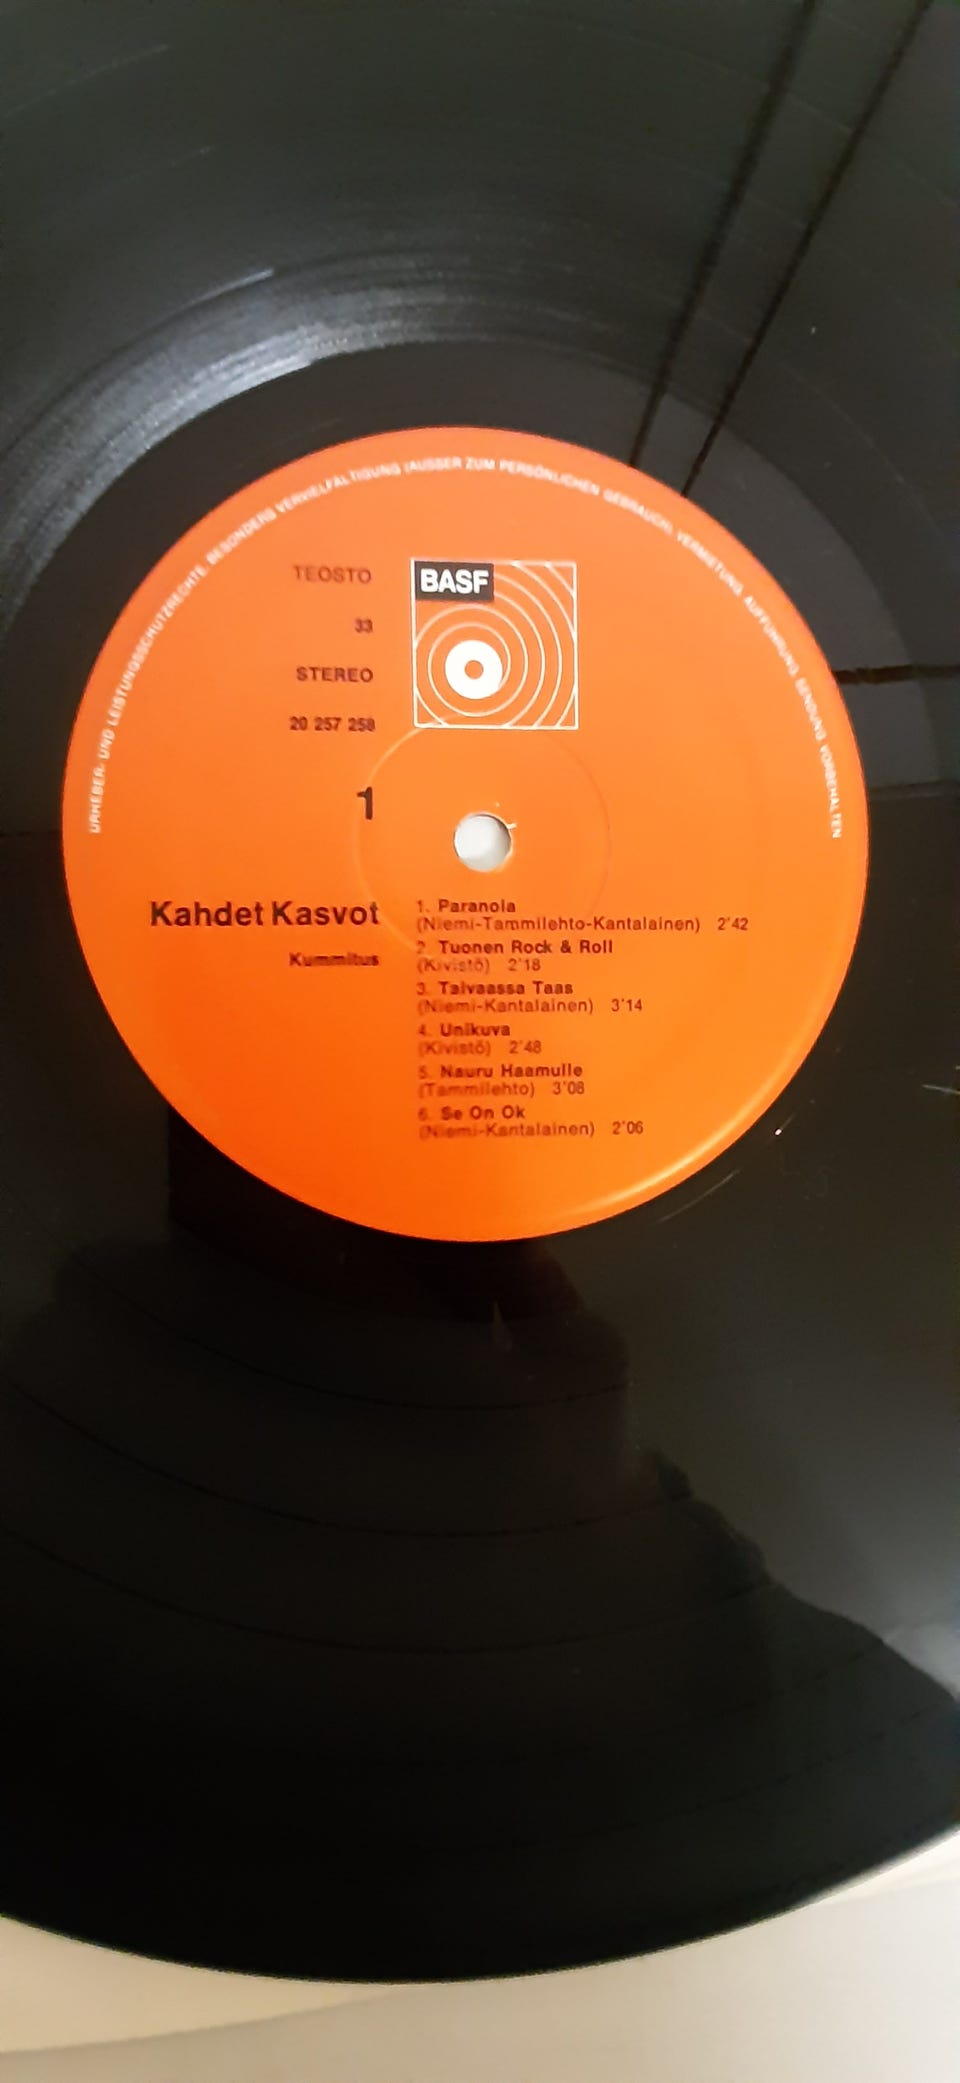 URHEBER- UND LEISTUNGSSCHUTZRECHTE, BESONDERS VERVIELFÄLTIGUNG (AUSSER ZUM PERSÖNLICHEN GEBRAUCH), VERMIETUNG, AUFFÜHRUNG, SENDUNG VORBEHALTEN
TEOSTO
BASF
33
STEREO
20 257 258
1
Kahdet Kasvot
Kummitus
1. Paranoia
(Niemi-Tammilehto-Kantalainen) 2'42
2. Tuonen Rock & Roll
(Kivistö) 2'18
3. Taivaassa Taas
(Niemi-Kantalainen) 3'14
4. Unikuva
(Kivistö) 2'48
5. Nauru Haamulle
(Tammilehto) 3'08
6. Se On Ok
(Niemi-Kantalainen) 2'06